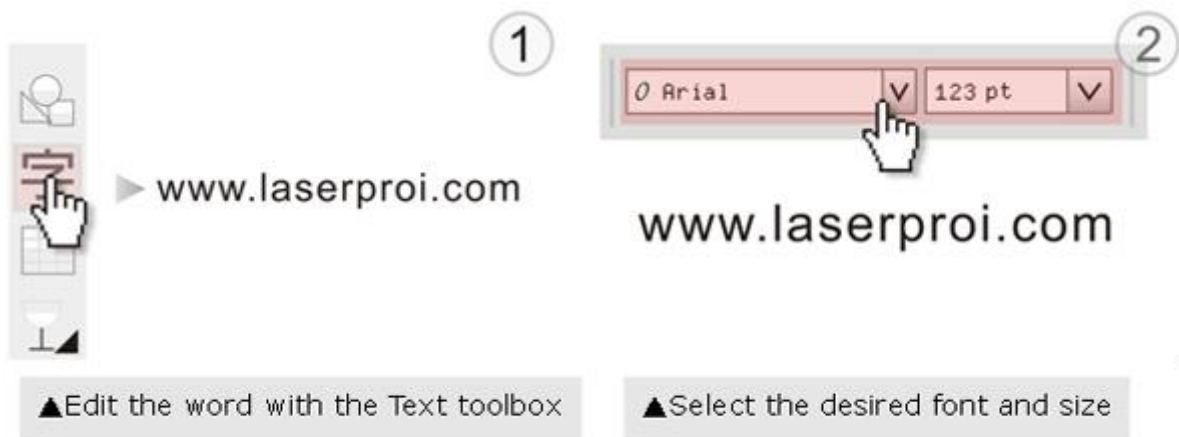 1
字
www.laserproi.com
▲Edit the word with the Text toolbox
2
O Arial
123 pt
www.laserproi.com
▲Select the desired font and size